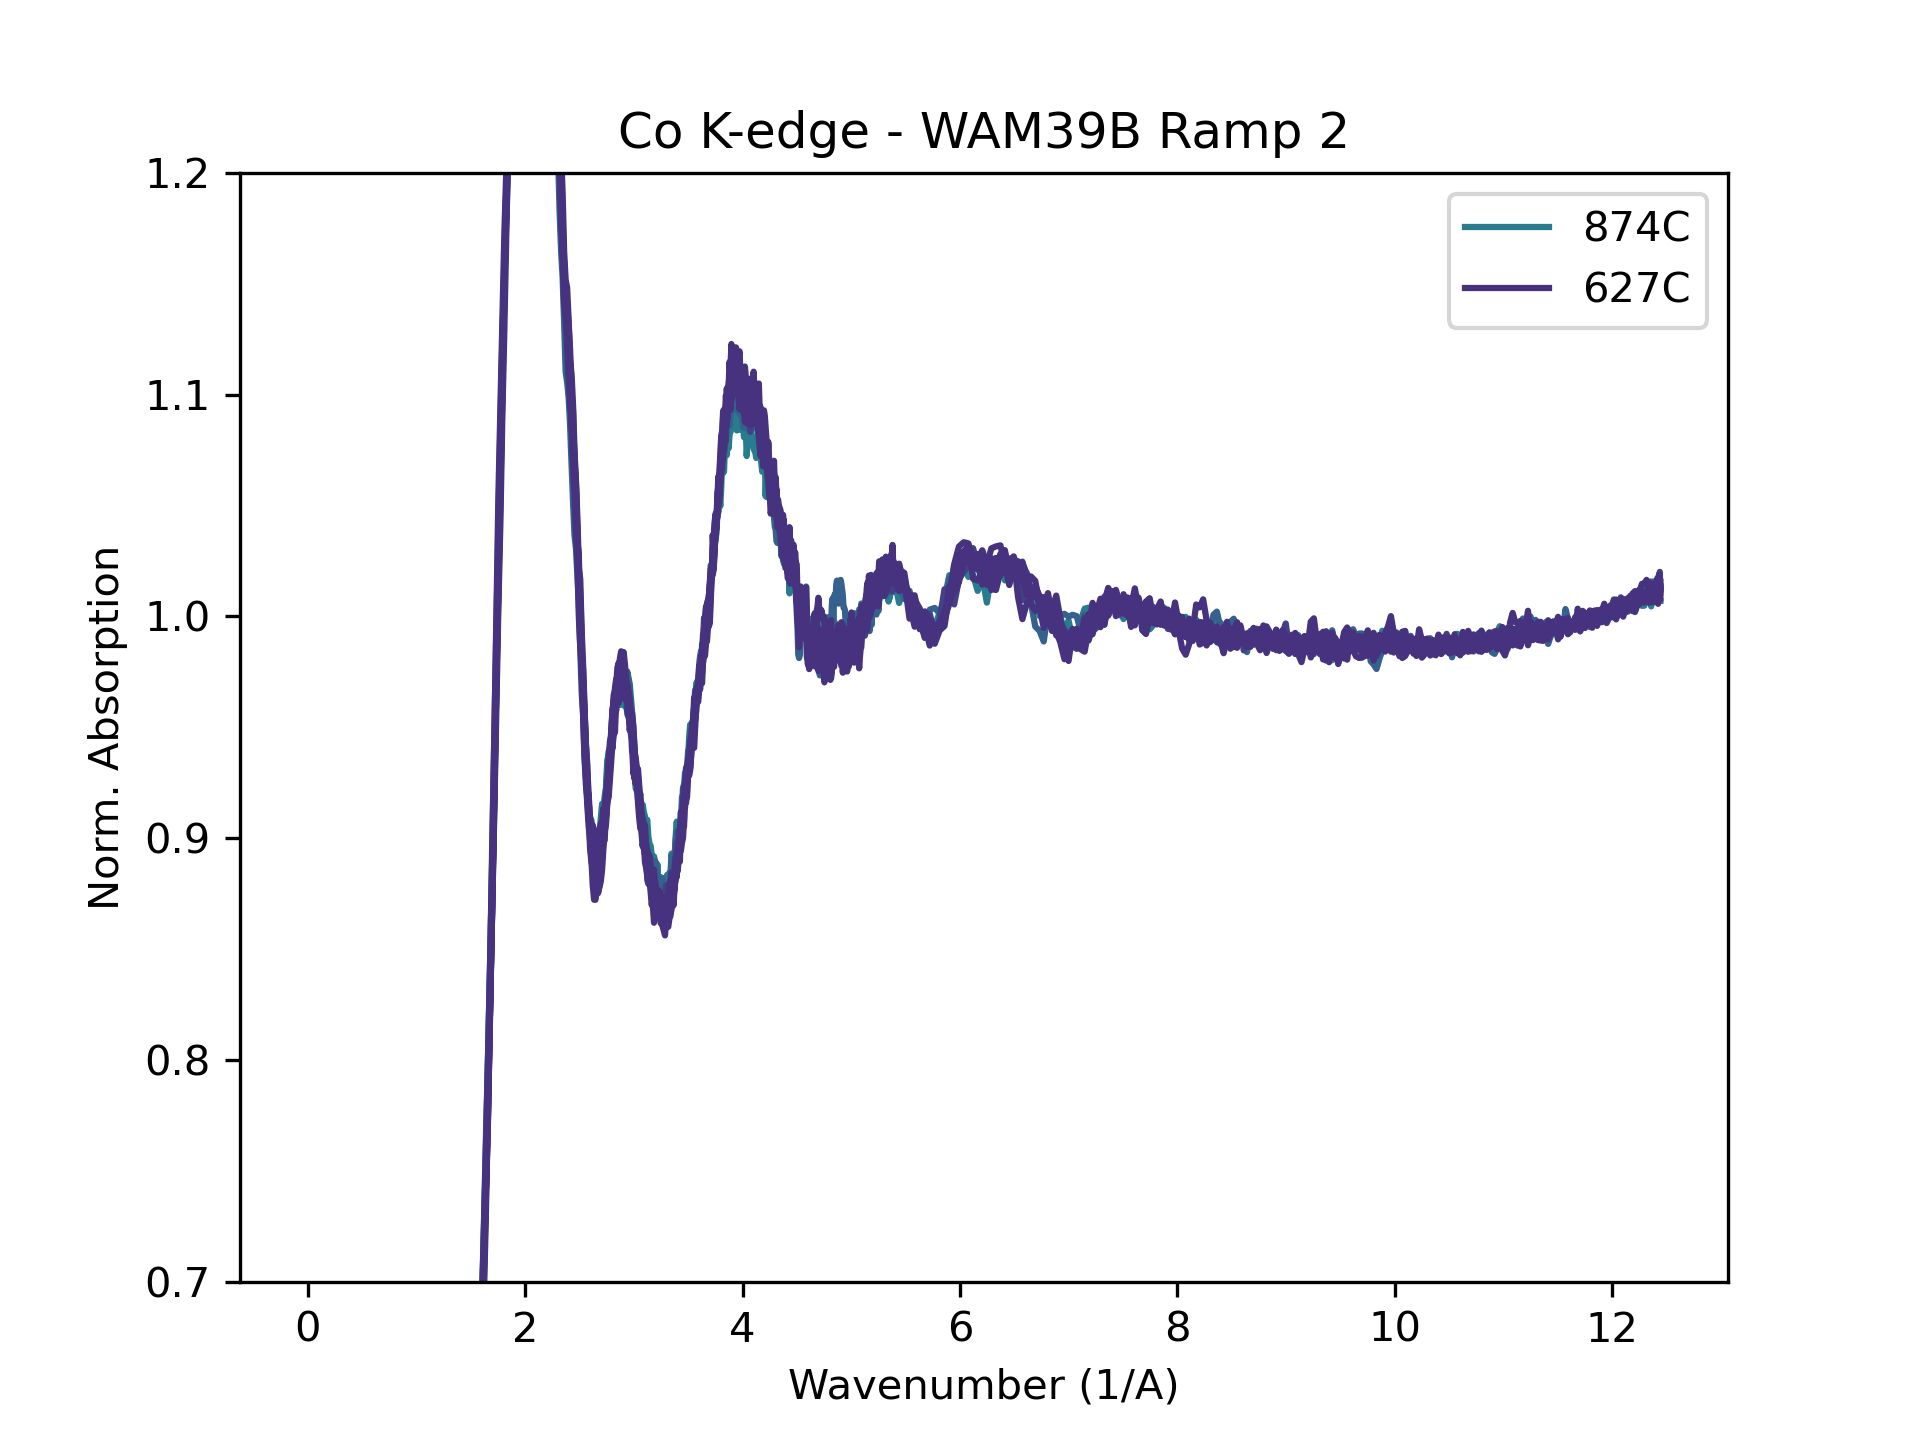 Co K-edge - WAM39B Ramp 2
874C
627C
1.2
1.1
1.0
0.9
0.8
0.7
Norm. Absorption
0 2 4 6 8 10 12
Wavenumber (1/A)